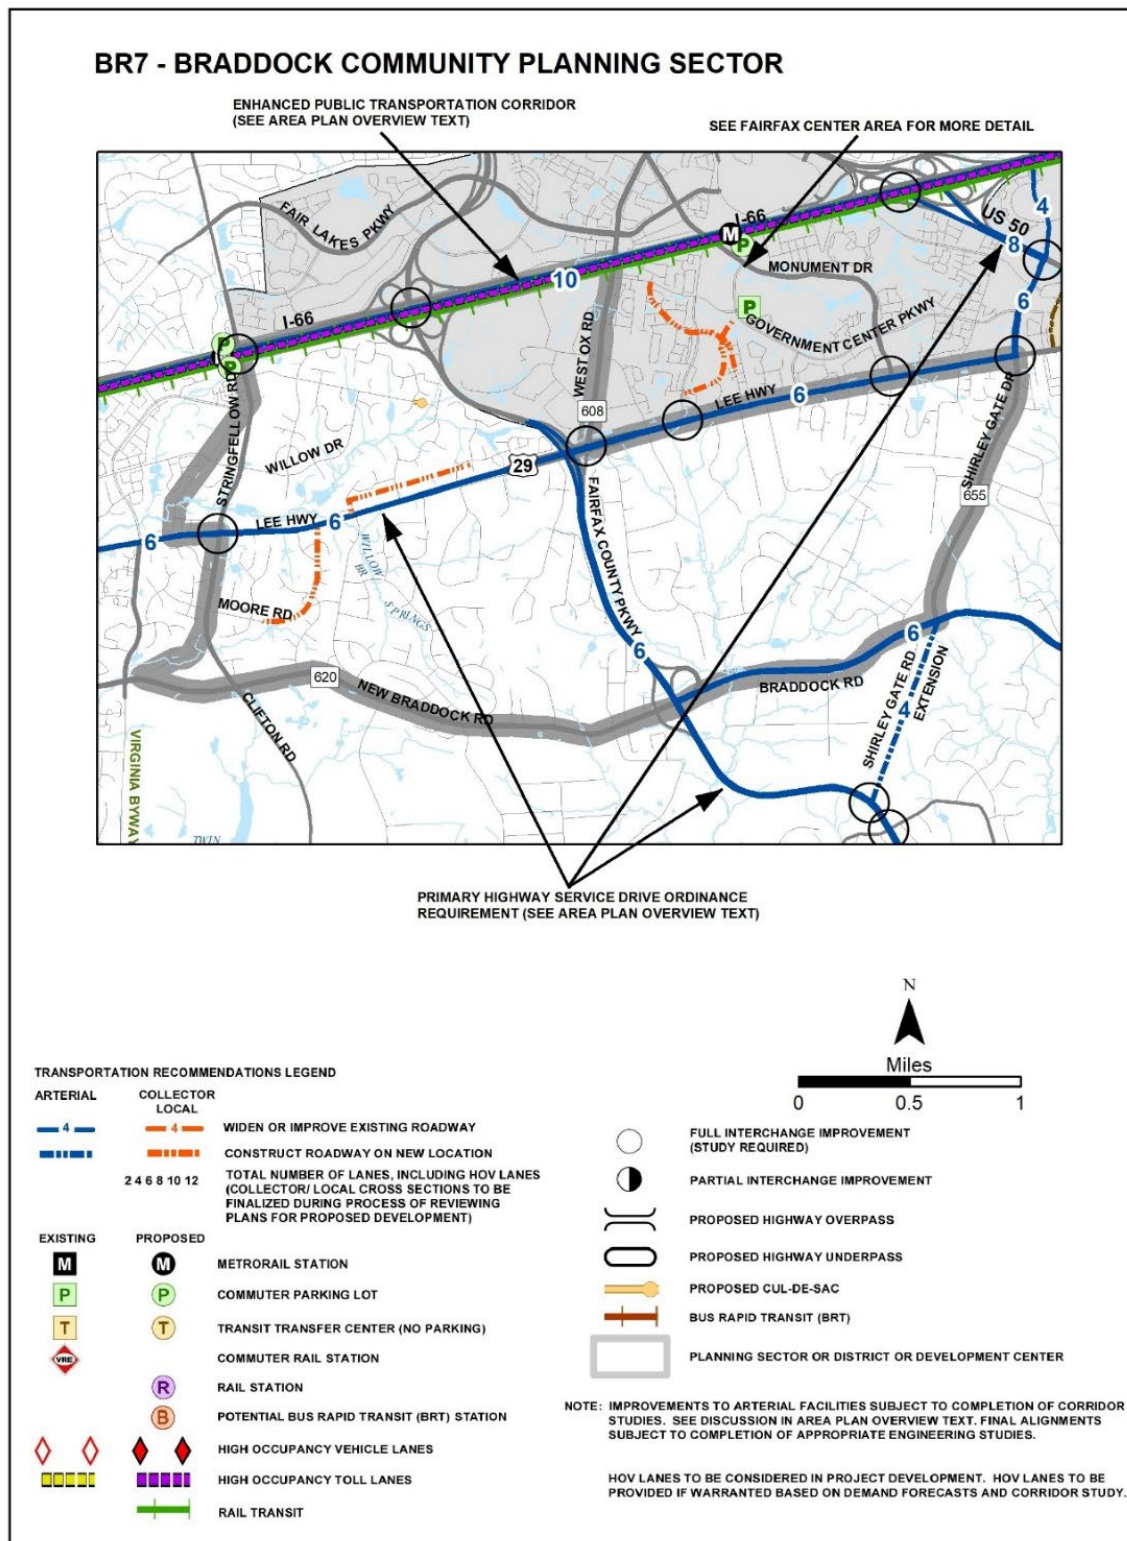 BR7 - BRADDOCK COMMUNITY PLANNING SECTOR
ENHANCED PUBLIC TRANSPORTATION CORRIDOR
(SEE AREA PLAN OVERVIEW TEXT)
SEE FAIRFAX CENTER AREA FOR MORE DETAIL
FAIR LAKES PKWY
I-66
M
P
US 50
4
8
MONUMENT DR
10
6
I-66
WEST OX RD
P
GOVERNMENT CENTER PKWY
P
P
STRINGFELLOW RD
608
LEE HWY
6
SHIRLEY GATE DR
WILLOW DR
29
655
LEE HWY
6
6
FAIRFAX COUNTY PKWY
WILLOW
BR
SPRINGS
MOORE RD
6
6
620
NEW BRADDOCK RD
BRADDOCK RD
SHIRLEY GATE RD
EXTENSION
4
CLIFTON RD
VIRGINIA BYWAY
TWIN
PRIMARY HIGHWAY SERVICE DRIVE ORDINANCE
REQUIREMENT (SEE AREA PLAN OVERVIEW TEXT)
N
Miles
0 0.5 1
TRANSPORTATION RECOMMENDATIONS LEGEND
ARTERIAL
COLLECTOR
LOCAL
4 4 WIDEN OR IMPROVE EXISTING ROADWAY
CONSTRUCT ROADWAY ON NEW LOCATION
2 4 6 8 10 12 TOTAL NUMBER OF LANES, INCLUDING HOV LANES
(COLLECTOR/ LOCAL CROSS SECTIONS TO BE
FINALIZED DURING PROCESS OF REVIEWING
PLANS FOR PROPOSED DEVELOPMENT)
EXISTING PROPOSED
M M METRORAIL STATION
P P COMMUTER PARKING LOT
T T TRANSIT TRANSFER CENTER (NO PARKING)
VRE COMMUTER RAIL STATION
R RAIL STATION
B POTENTIAL BUS RAPID TRANSIT (BRT) STATION
HIGH OCCUPANCY VEHICLE LANES
HIGH OCCUPANCY TOLL LANES
RAIL TRANSIT
FULL INTERCHANGE IMPROVEMENT
(STUDY REQUIRED)
PARTIAL INTERCHANGE IMPROVEMENT
PROPOSED HIGHWAY OVERPASS
PROPOSED HIGHWAY UNDERPASS
PROPOSED CUL-DE-SAC
BUS RAPID TRANSIT (BRT)
PLANNING SECTOR OR DISTRICT OR DEVELOPMENT CENTER
NOTE: IMPROVEMENTS TO ARTERIAL FACILITIES SUBJECT TO COMPLETION OF CORRIDOR
STUDIES. SEE DISCUSSION IN AREA PLAN OVERVIEW TEXT. FINAL ALIGNMENTS
SUBJECT TO COMPLETION OF APPROPRIATE ENGINEERING STUDIES.
HOV LANES TO BE CONSIDERED IN PROJECT DEVELOPMENT. HOV LANES TO BE
PROVIDED IF WARRANTED BASED ON DEMAND FORECASTS AND CORRIDOR STUDY.